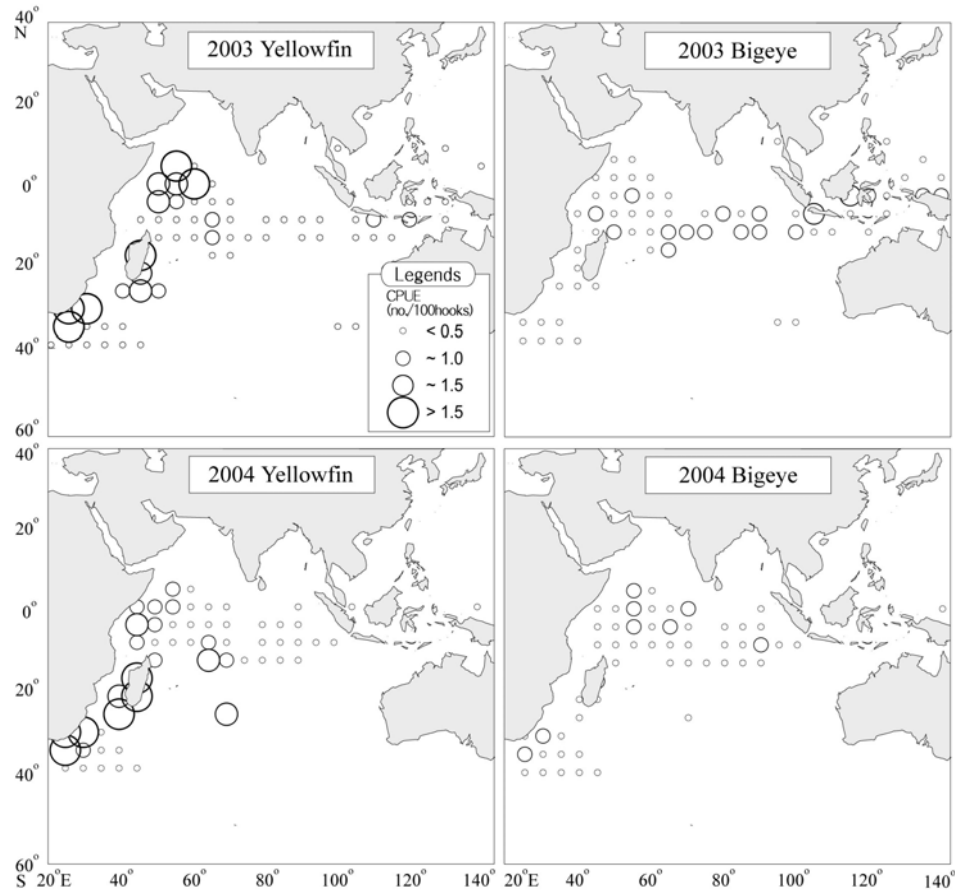 40°
N
20°
0°
20°
40°
60°
2003 Yellowfin
Legends
CPUE
(no./100hooks)
< 0.5
~ 1.0
~ 1.5
> 1.5
2003 Bigeye
40°
20°
0°
20°
40°
60°
S
2004 Yellowfin
2004 Bigeye
20°E 40° 60° 80° 100° 120° 140°
20°E 40° 60° 80° 100° 120° 140°